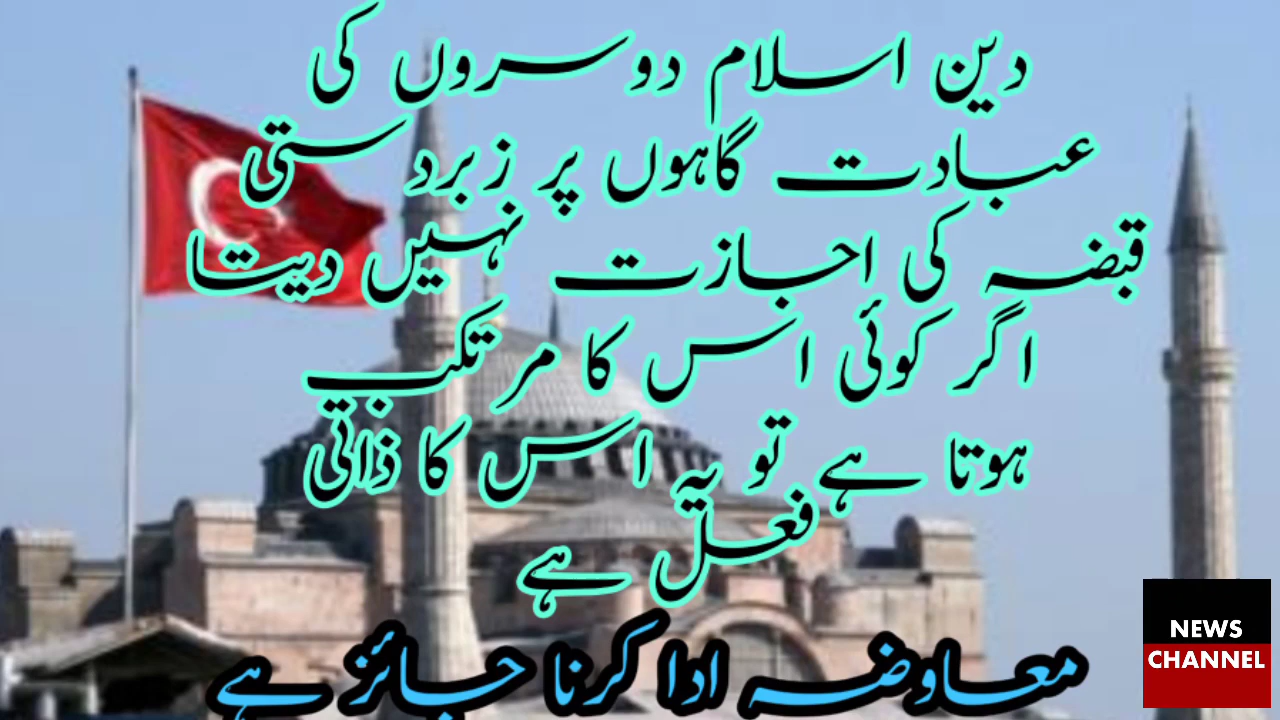 دین اسلام دوسروں کی
عبادت گاہوں پر زبردستی
قبضہ کی اجازت نہیں دیتا
اگر کوئی اس کا مرتکب
ہوتا ہے تو یہ اس کا ذاتی
فعل ہے
معاوضہ ادا کرنا جائز ہے
NEWS
CHANNEL